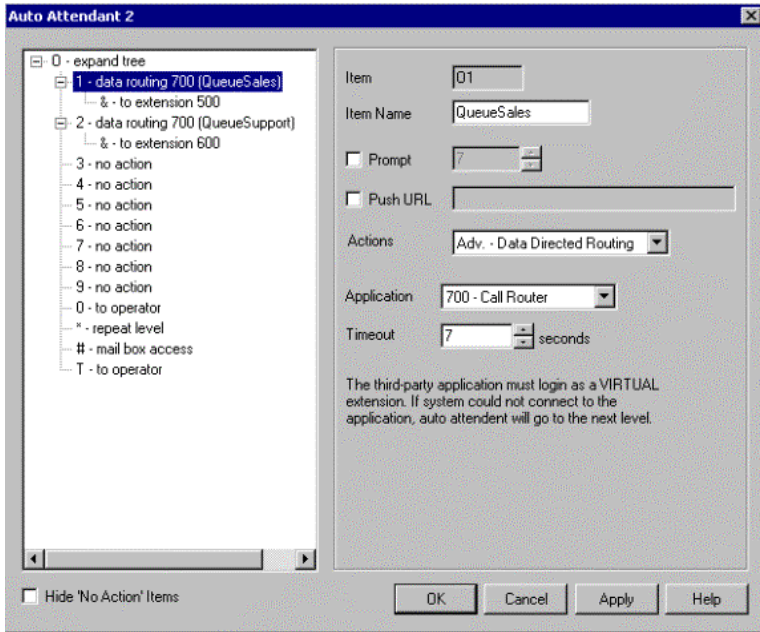 Auto Attendant 2
0 - expand tree
1 - data routing 700 (QueueSales)
& - to extension 500
2 - data routing 700 (QueueSupport)
& - to extension 600
3 - no action
4 - no action
5 - no action
6 - no action
7 - no action
8 - no action
9 - no action
0 - to operator
* - repeat level
# - mail box access
T - to operator
Hide 'No Action' Items
Item 01
Item Name QueueSales
Prompt 7
Push URL
Actions Adv. - Data Directed Routing
Application 700 - Call Router
Timeout 7 seconds
The third-party application must login as a VIRTUAL
extension. If system could not connect to the
application, auto attendent will go to the next level.
OK Cancel Apply Help